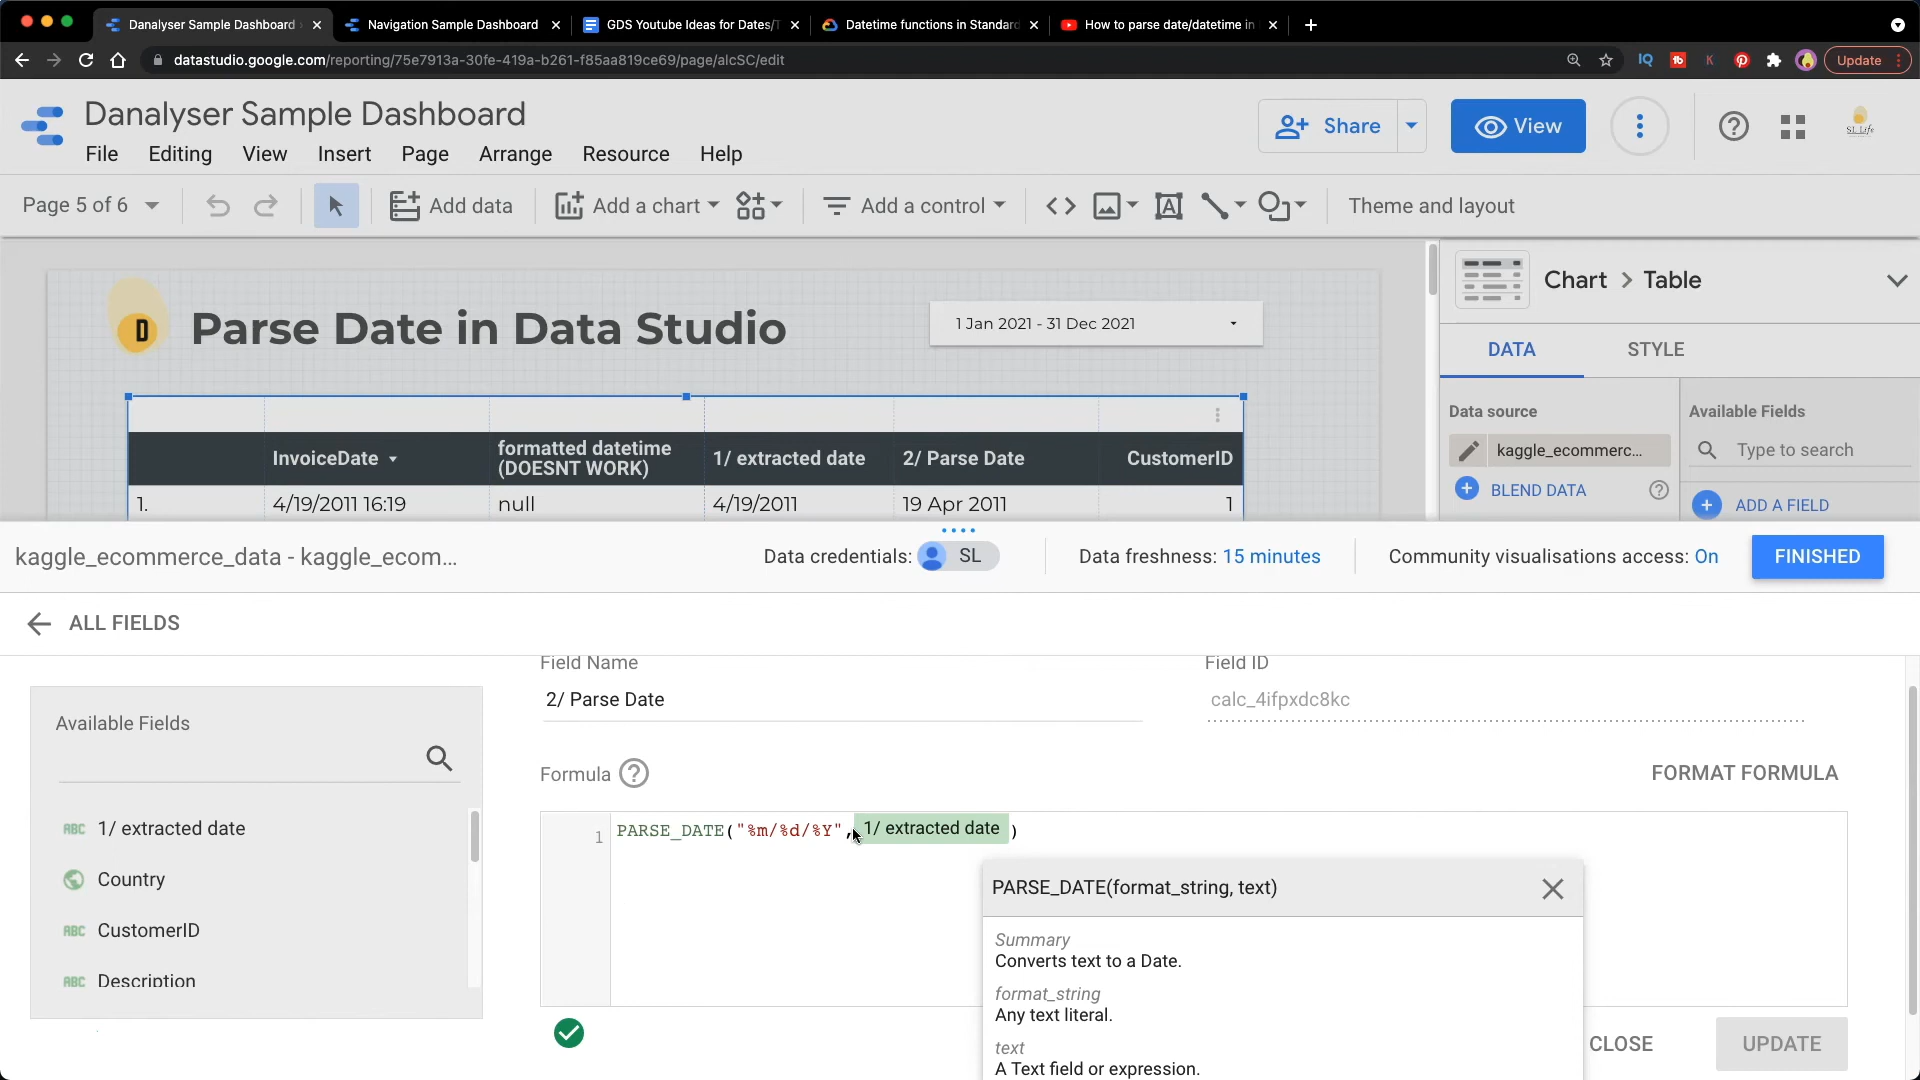 Danalyser Sample Dashboard
Navigation Sample Dashboard
GDS Youtube Ideas for Dates/T
Datetime functions in Standard
How to parse date/datetime in
datastudio.google.com/reporting/75e7913a-30fe-419a-b261-f85aa819ce69/page/alcSC/edit
IQ
K
Update
Danalyser Sample Dashboard
File Editing View Insert Page Arrange Resource Help
Share
View
SL Life
Page 5 of 6
Add data
Add a chart
Add a control
Theme and layout
D
Parse Date in Data Studio
1 Jan 2021 - 31 Dec 2021
InvoiceDate
formatted datetime
(DOESNT WORK)
1/ extracted date
2/ Parse Date
CustomerID
1. 4/19/2011 16:19 null 4/19/2011 19 Apr 2011 1
Chart > Table
DATA STYLE
Data source
kaggle_ecommerc...
BLEND DATA
Available Fields
Type to search
ADD A FIELD
kaggle_ecommerce_data - kaggle_ecom...
Data credentials: SL
Data freshness: 15 minutes
Community visualisations access: On
FINISHED
ALL FIELDS
Available Fields
ABC 1/ extracted date
Country
ABC CustomerID
ABC Description
Field Name
2/ Parse Date
Field ID
calc_4ifpxdc8kc
Formula
FORMAT FORMULA
1 PARSE_DATE("%m/%d/%Y", 1/ extracted date )
PARSE_DATE(format_string, text)
Summary
Converts text to a Date.
format_string
Any text literal.
text
A Text field or expression.
CLOSE
UPDATE